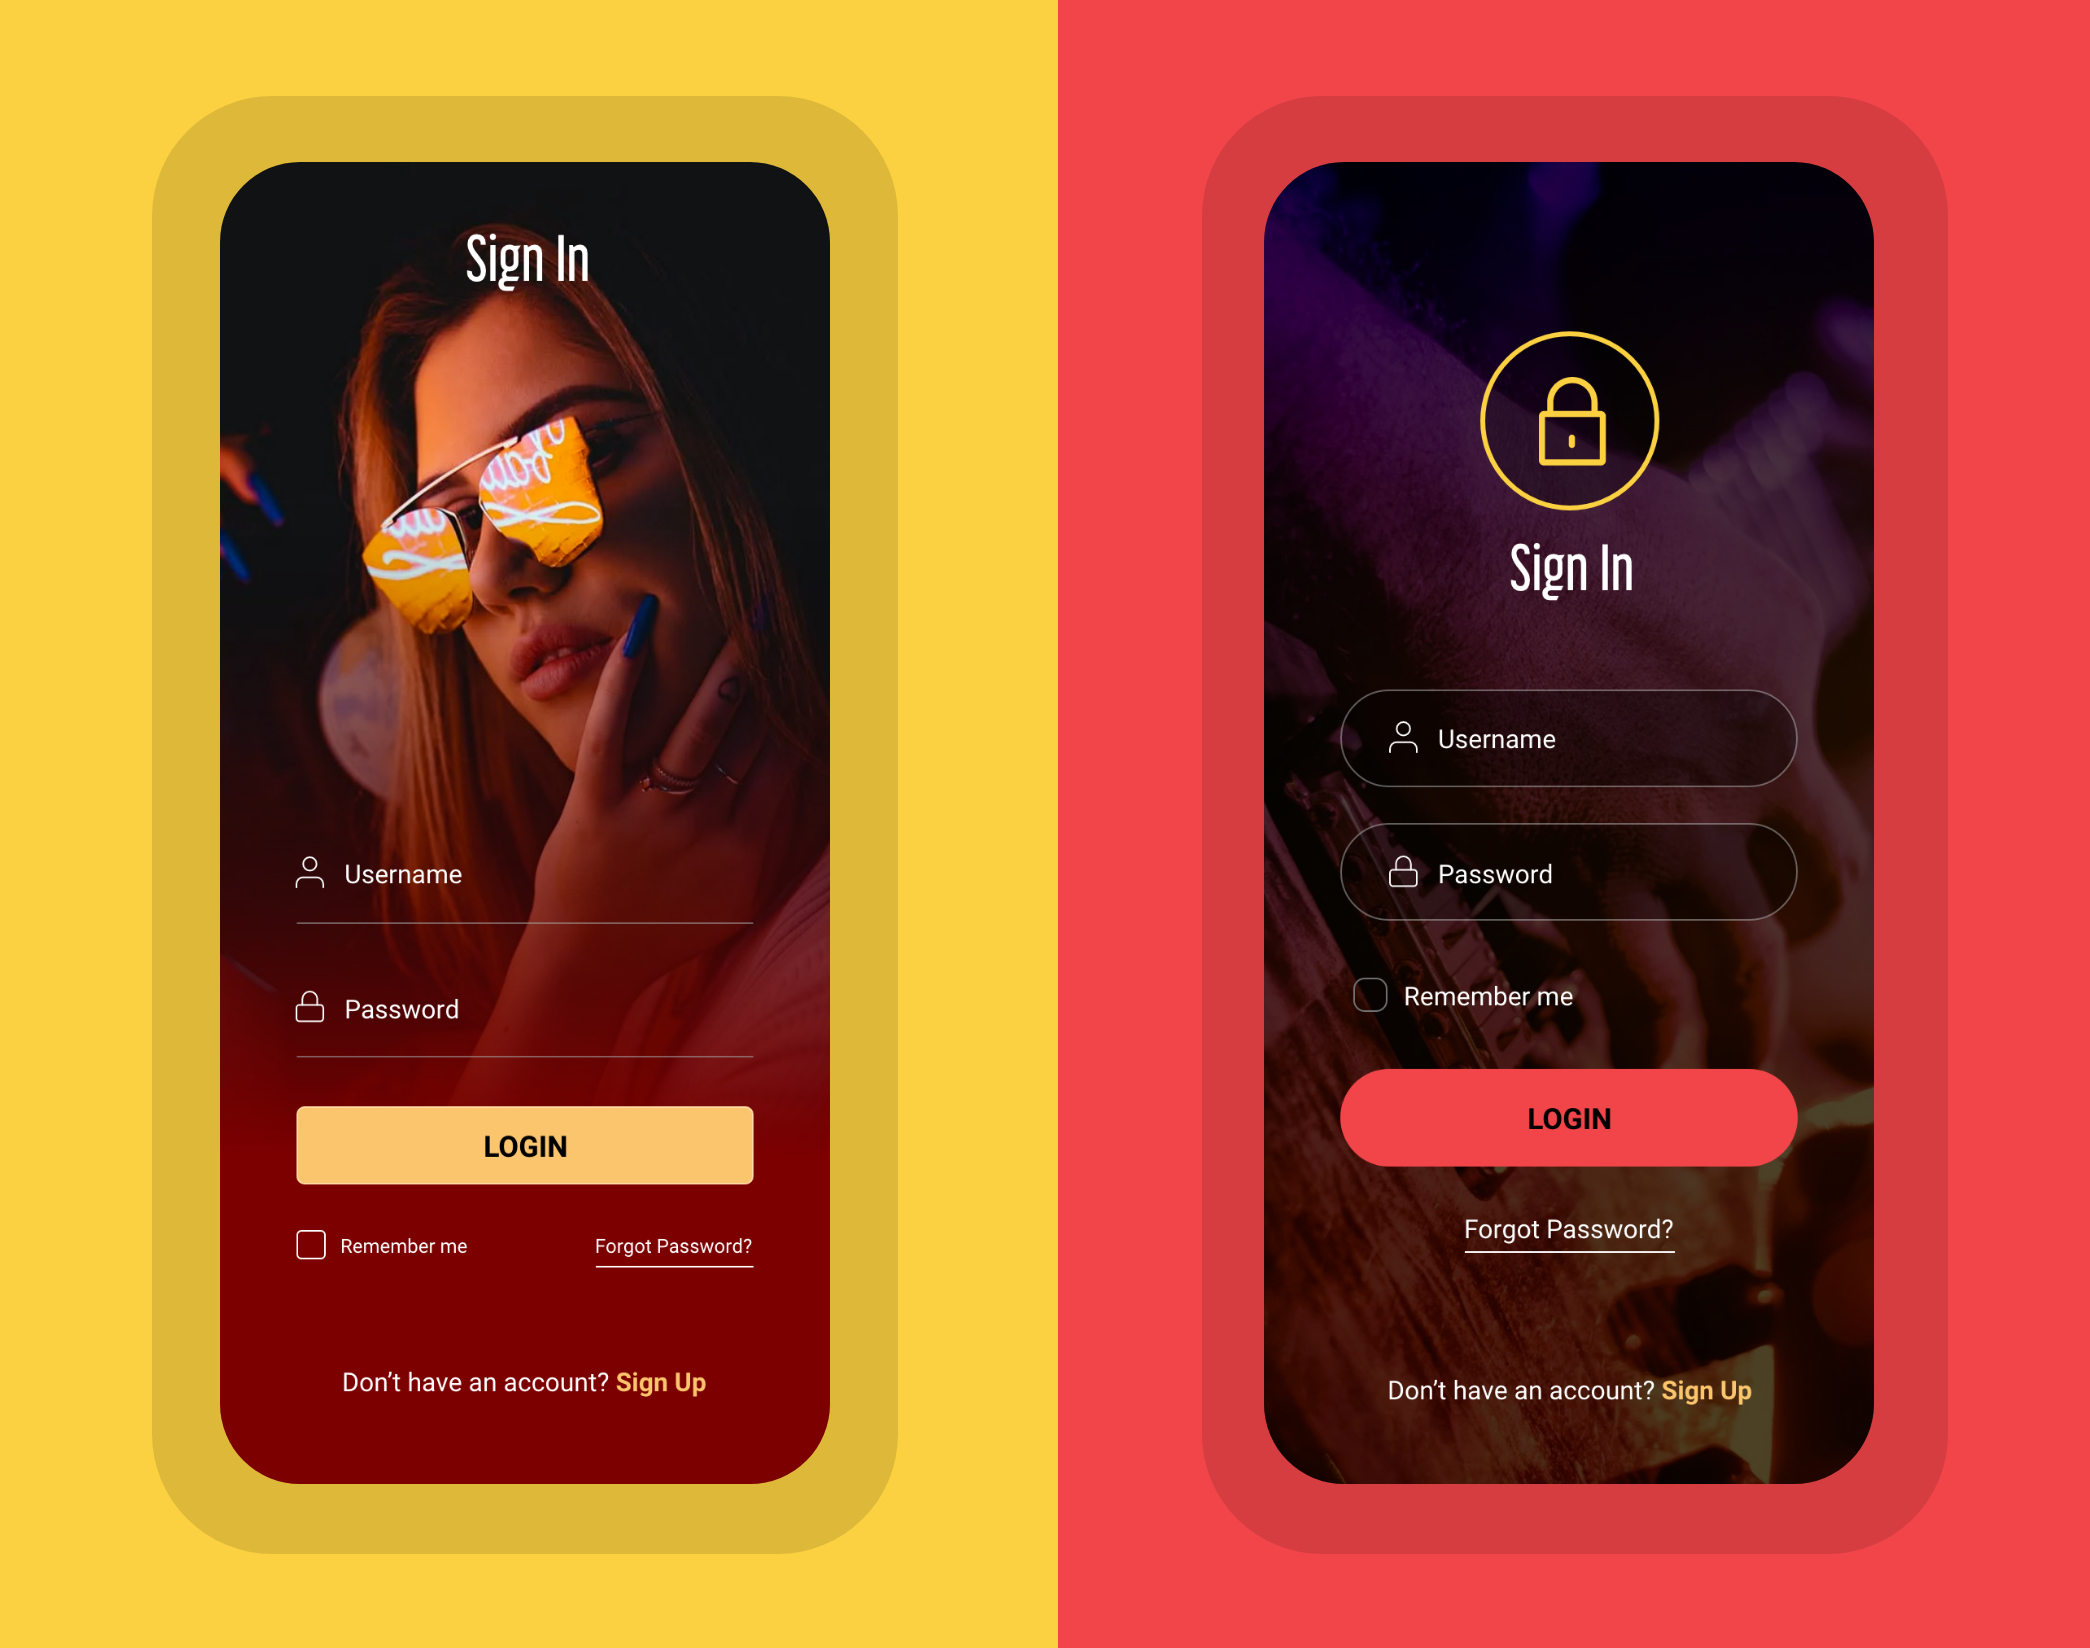 Sign In
Username
Password
LOGIN
Remember me
Forgot Password?
Don't have an account? Sign Up
Sign In
Username
Password
Remember me
LOGIN
Forgot Password?
Don't have an account? Sign Up